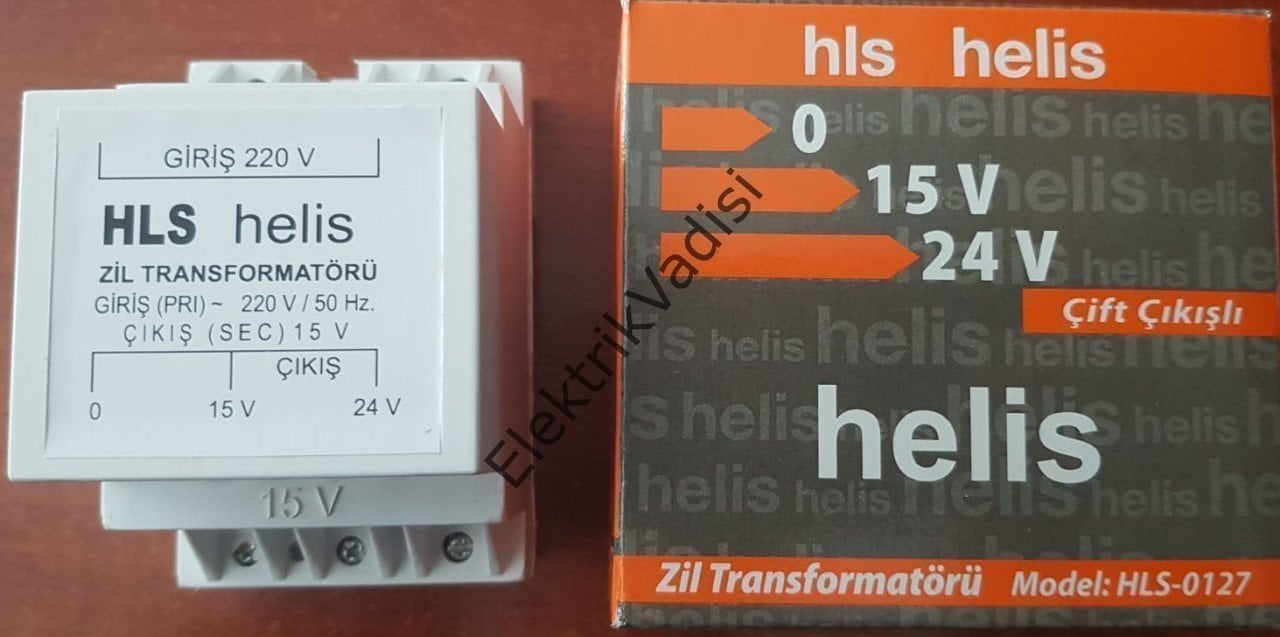 GİRİŞ 220 V
HLS helis
ZİL TRANSFORMATÖRÜ
GİRİŞ (PRI) ~ 220 V / 50 Hz.
ÇIKIŞ (SEC) 15 V
ÇIKIŞ
0 15 V 24 V
15 V
hls helis
0
15 V
24 V
Çift Çıkışlı
helis
Zil Transformatörü Model: HLS-0127
ElektrikVadisi